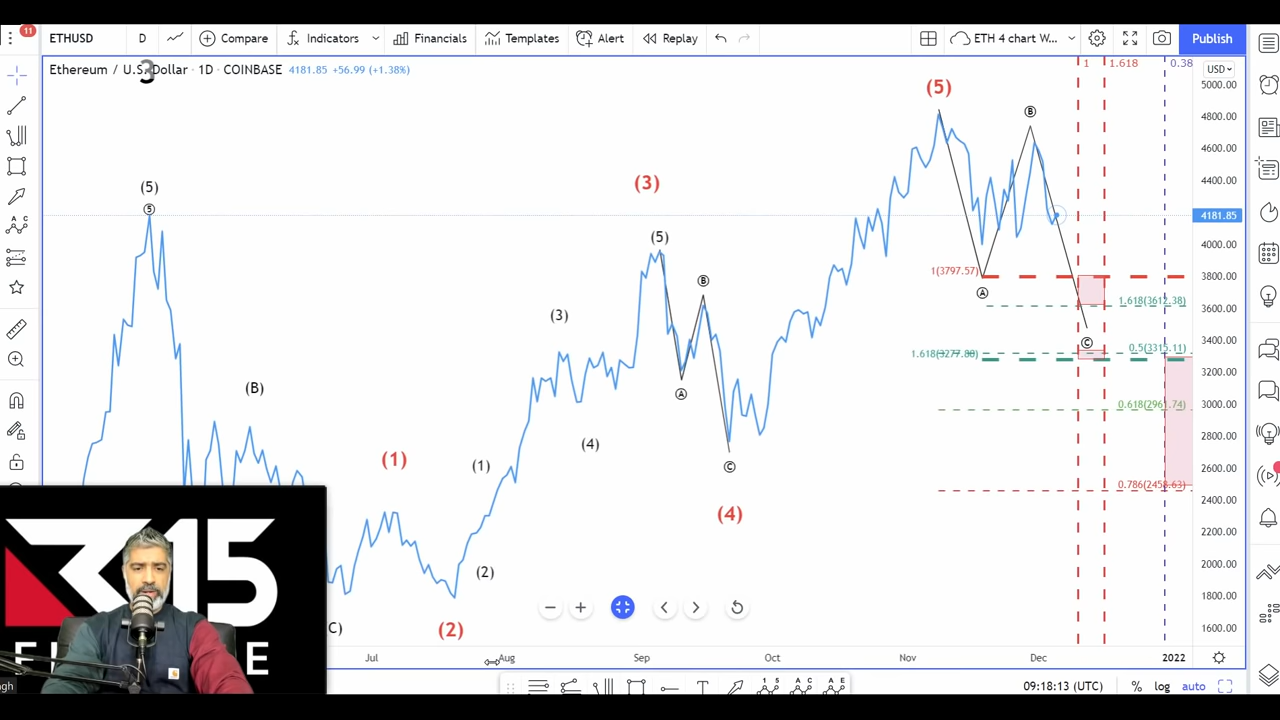 11
ETHUSD D Compare Indicators Financials Templates Alert Replay ETH 4 chart W... Publish
Ethereum / U.S. Dollar · 1D · COINBASE 4181.85 +56.99 (+1.38%)
3
1 1.618 0.38
USD
5000.00
4800.00
4600.00
4400.00
4181.85
4000.00
3800.00
3600.00
3400.00
3200.00
3000.00
2800.00
2600.00
2400.00
2200.00
2000.00
1800.00
1600.00
(5)
5
(B)
C)
(1)
(2)
(1)
(2)
(3)
(4)
(3)
(5)
A
B
C
(4)
(5)
A
B
C
1(3797.57)
1.618(3612.38)
0.5(3315.11)
1.618(3277.80)
0.618(2961.74)
0.786(2458.63)
R15
F E
Jul Aug Sep Oct Nov Dec 2022
ngh
09:18:13 (UTC) % log auto